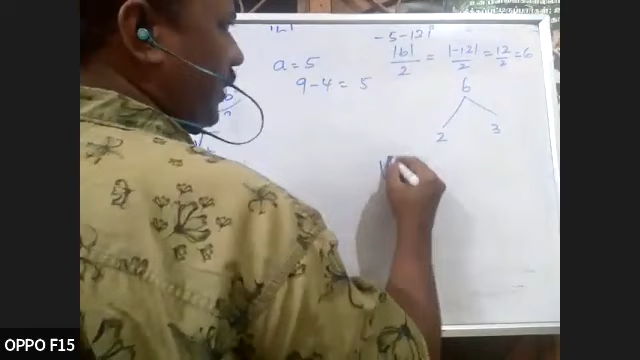 - 5 - 12i
|b|/2 = |-12|/2 = 12/2 = 6
a = 5
9 - 4 = 5
6
2 3
OPPO F15